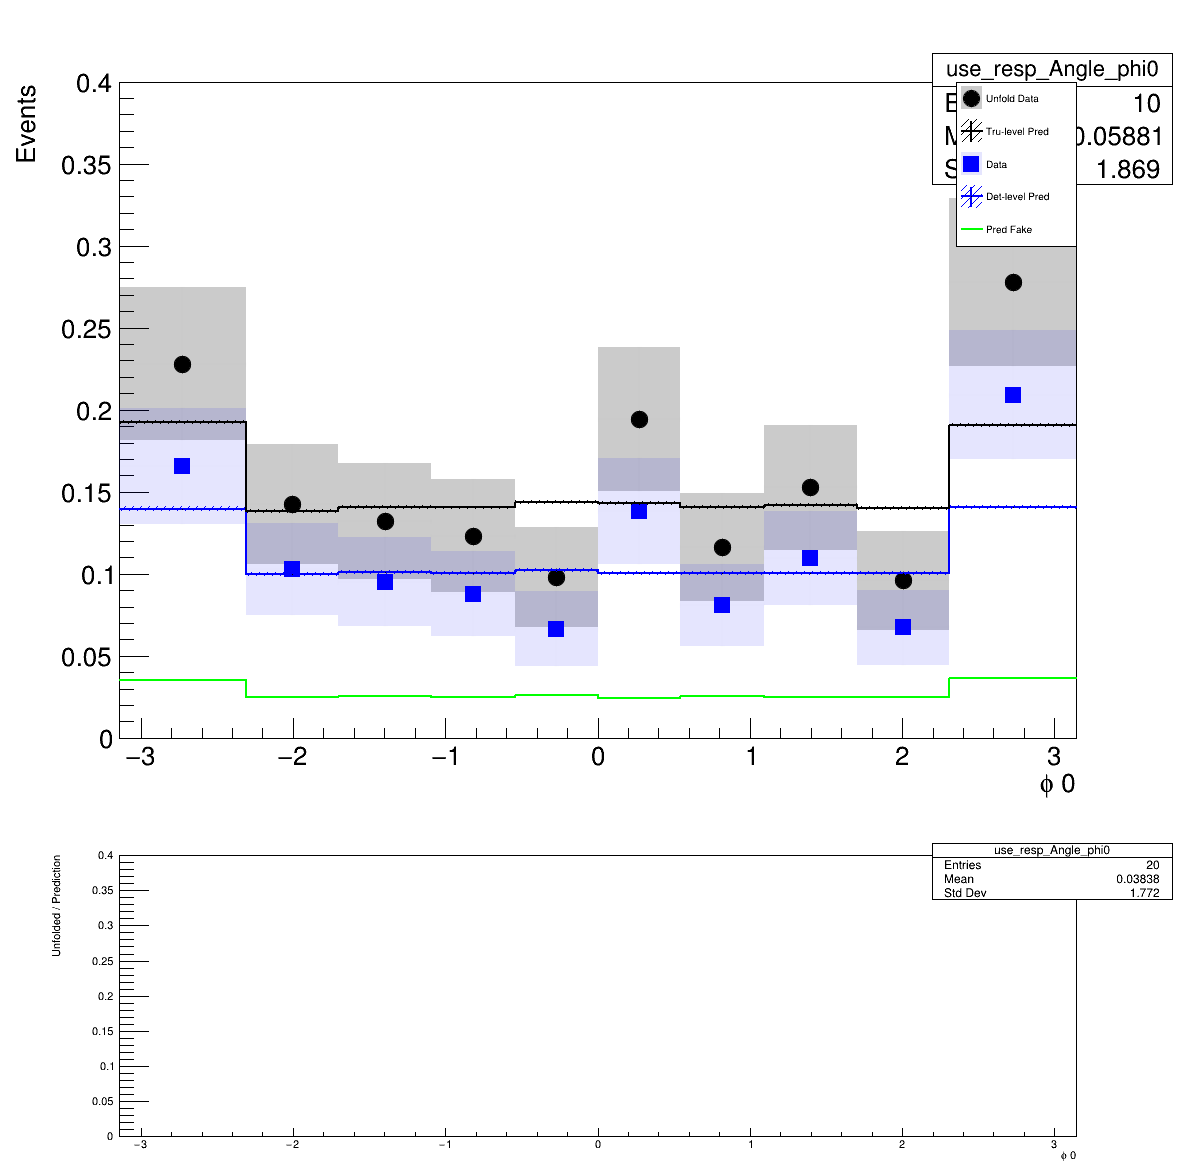 use_resp_Angle_phi0
E 10
M 0.05881
S 1.869
Unfold Data
Tru-level Pred
Data
Det-level Pred
Pred Fake
Events
0.4
0.35
0.3
0.25
0.2
0.15
0.1
0.05
0
−3 −2 −1 0 1 2 3
ϕ 0
use_resp_Angle_phi0
Entries 20
Mean 0.03838
Std Dev 1.772
Unfolded / Prediction
0.4
0.35
0.3
0.25
0.2
0.15
0.1
0.05
0
−3 −2 −1 0 1 2 3
ϕ 0